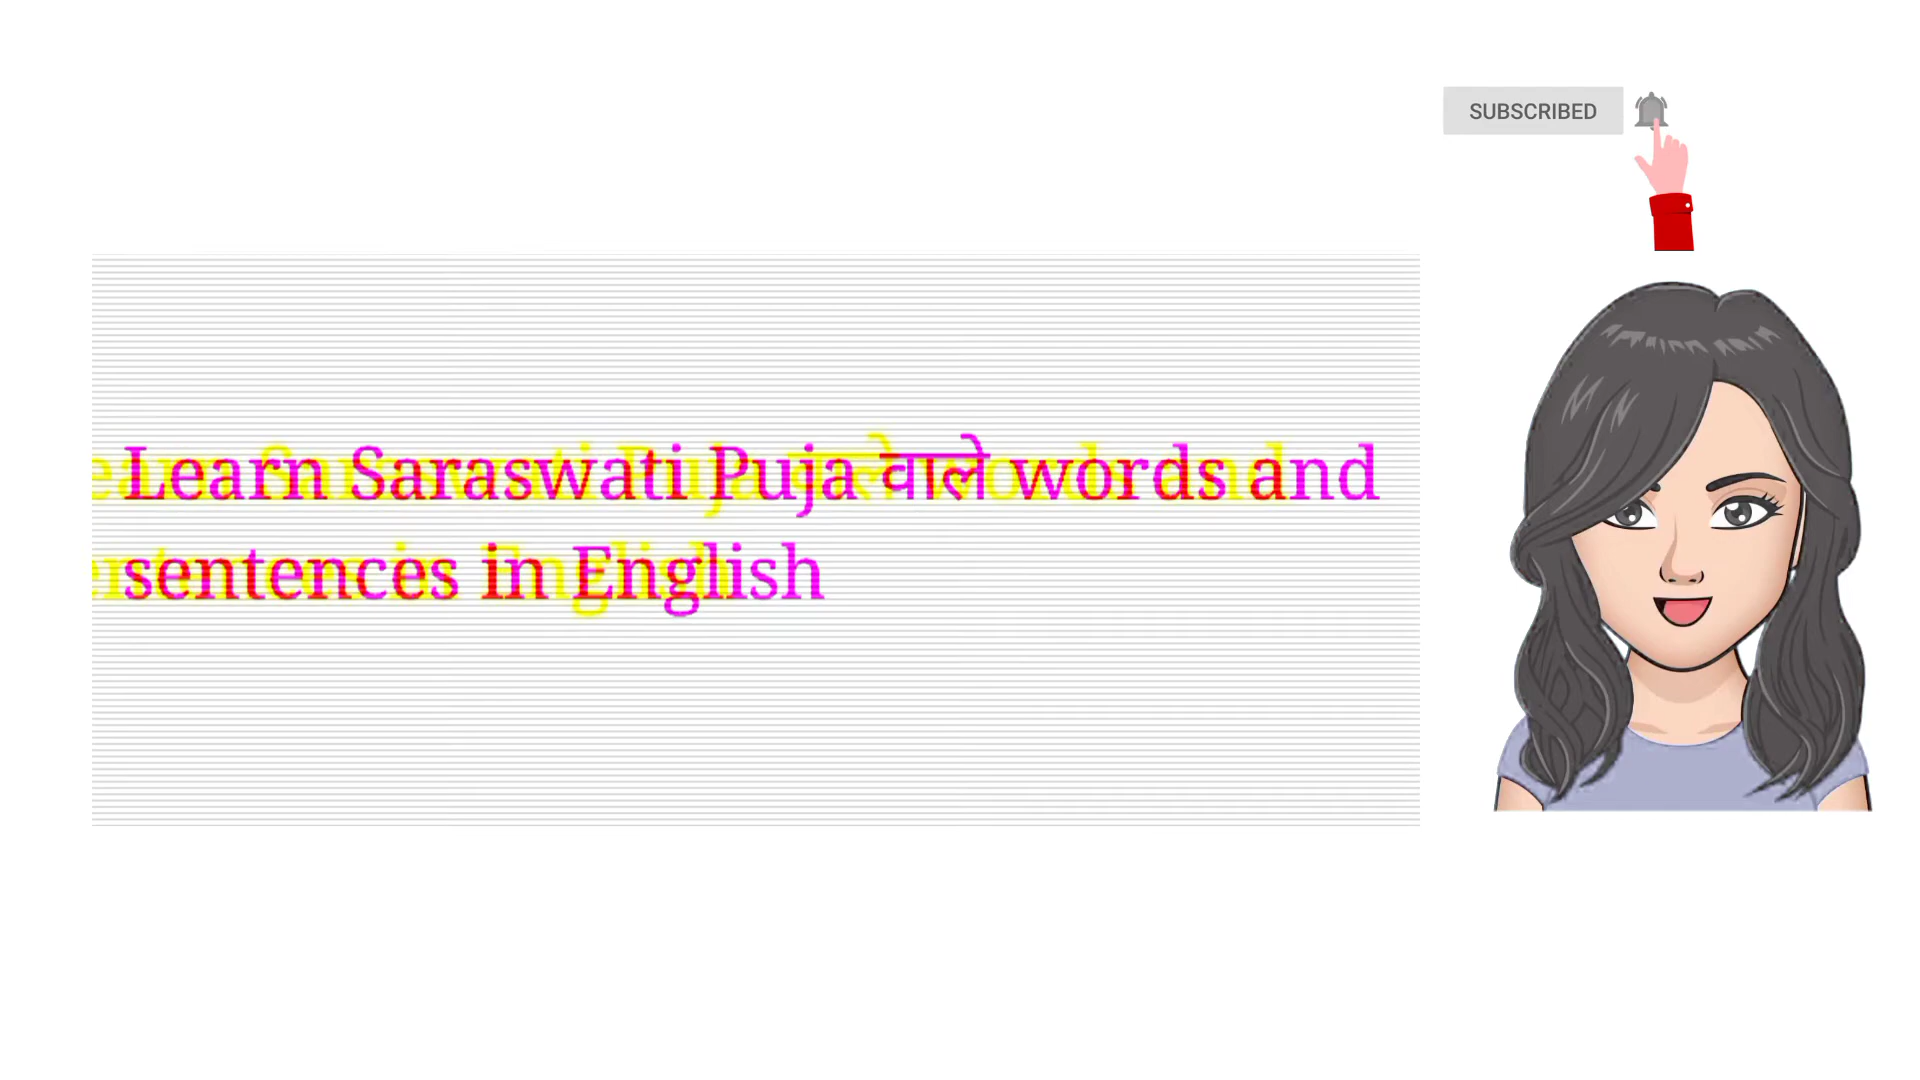 SUBSCRIBED
Learn Saraswati Puja वाले words and
sentences in English